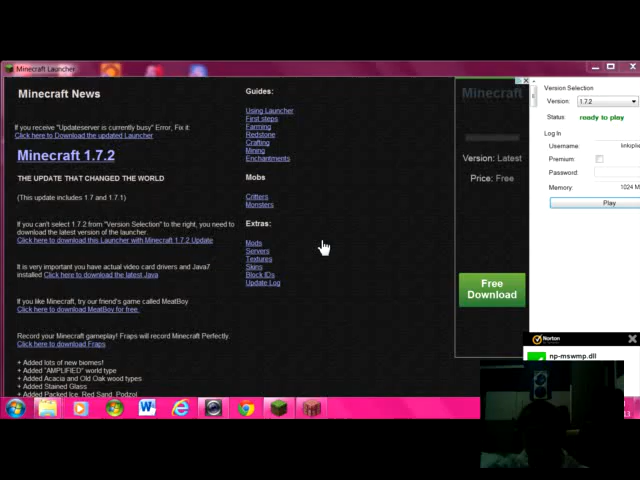 Minecraft Launcher
Minecraft News
If you receive "Updateserver is currently busy" Error, Fix it:
Click here to Download the updated Launcher
Minecraft 1.7.2
THE UPDATE THAT CHANGED THE WORLD
(This update includes 1.7 and 1.7.1)
If you can't select 1.7.2 from "Version Selection" to the right, you need to
download the latest version of the launcher.
Click here to download this Launcher with Minecraft 1.7.2 Update
It is very important you have actual video card drivers and Java7
installed Click here to download the latest Java
If you like Minecraft, try our friend's game called MeatBoy
Click here to download MeatBoy for free.
Record your Minecraft gameplay! Fraps will record Minecraft Perfectly.
Click here to download Fraps
+ Added lots of new biomes!
+ Added "AMPLIFIED" world type
+ Added Acacia and Old Oak wood types
+ Added Stained Glass
+ Added Packed Ice, Red Sand, Podzol
Guides:
Using Launcher
First steps
Farming
Redstone
Crafting
Mining
Enchantments
Mobs
Critters
Monsters
Extras:
Mods
Servers
Textures
Skins
Block IDs
Update Log
Minecraft
Version: Latest
Price: Free
Free
Download
Version Selection
Version: 1.7.2
Status ready to play
Log In
Username:
Premium
Password
Memory: 1024 M
Play
Norton
np-mswmp.dll